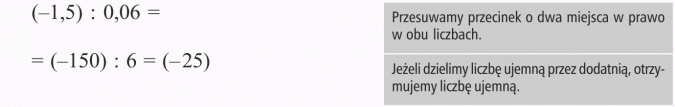 (–1,5) : 0,06 =
Przesuwamy przecinek o dwa miejsca w prawo
w obu liczbach.
= (–150) : 6 = (–25)
Jeżeli dzielimy liczbę ujemną przez dodatnią, otrzy-
mujemy liczbę ujemną.